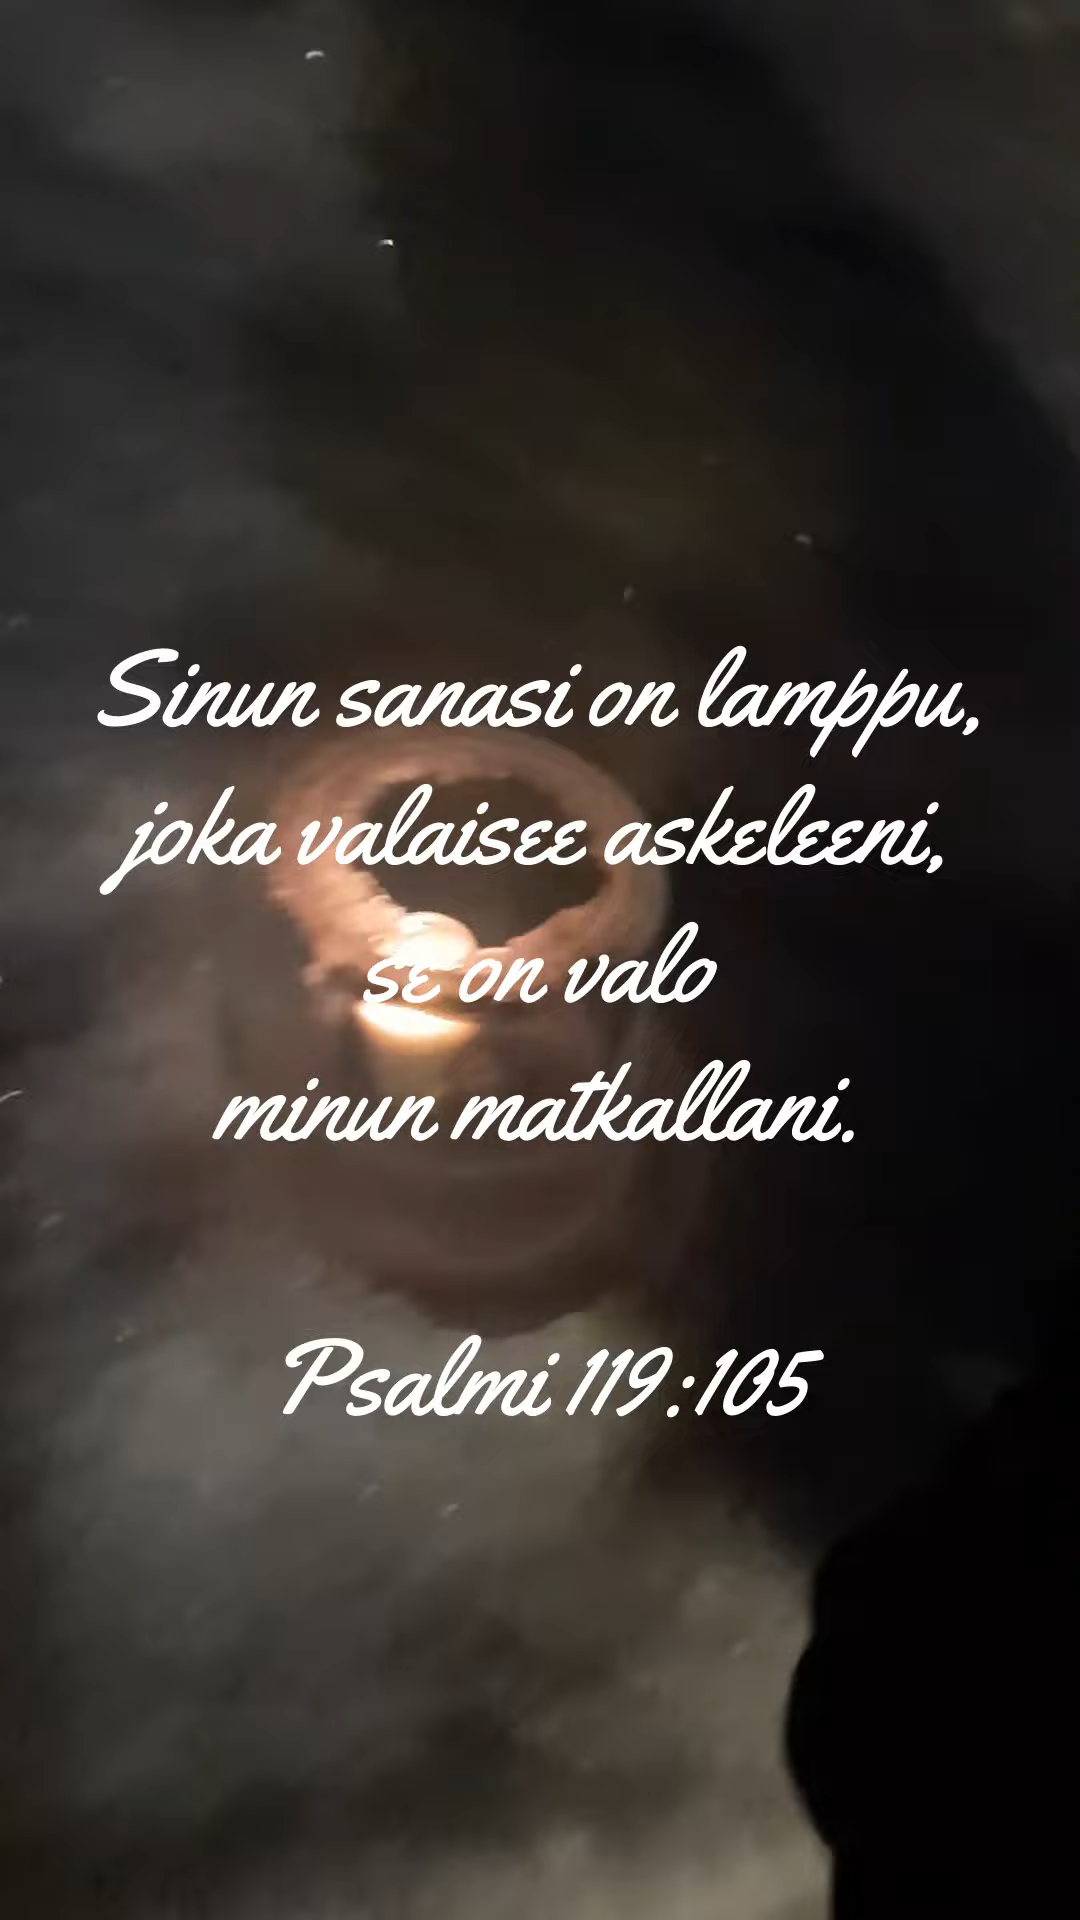 Sinun sanasi on lamppu,
joka valaisee askeleeni,
se on valo
minun matkallani.
Psalmi 119:105